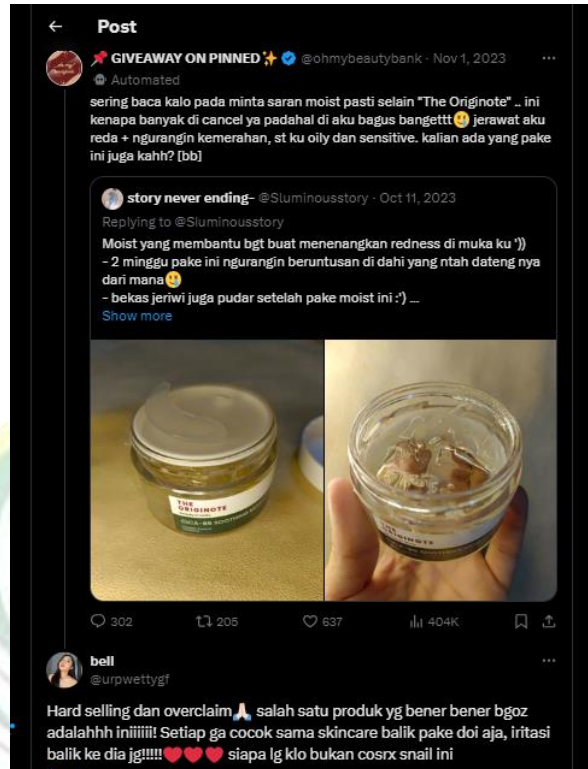 Post
GIVEAWAY ON PINNED @ohmybeautybank · Nov 1, 2023
Automated
sering baca kalo pada minta saran moist pasti selain "The Originote" .. ini
kenapa banyak di cancel ya padahal di aku bagus bangettt🥲 jerawat aku
reda + ngurangin kemerahan, st ku oily dan sensitive. kalian ada yang pake
ini juga kahh? [bb]
story never ending- @Sluminousstory · Oct 11, 2023
Replying to @Sluminousstory
Moist yang membantu bgt buat menenangkan redness di muka ku '))
- 2 minggu pake ini ngurangin beruntusan di dahi yang ntah dateng nya
dari mana🥲
- bekas jeriwi juga pudar setelah pake moist ini :') ...
Show more
THE
ORIGINOTE
CICA-B5 SOOTHING
THE
ORIGINOTE
302 205 637 404K
bell
@urpwettygf
Hard selling dan overclaim🙏🏻 salah satu produk yg bener bener bgoz
adalahhh iniiiiii! Setiap ga cocok sama skincare balik pake doi aja, iritasi
balik ke dia jg!!!!!❤️❤️❤️ siapa lg klo bukan cosrx snail ini